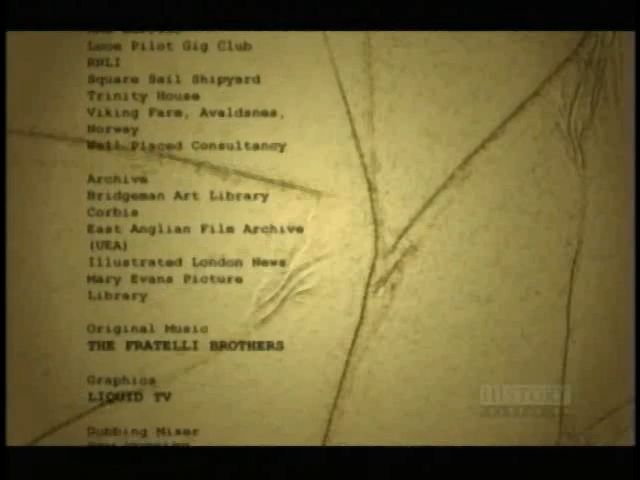 Looe Pilot Gig Club
RNLI
Square Sail Shipyard
Trinity House
Viking Farm, Avaldsnes,
Norway
Well Placed Consultancy
Archive
Bridgeman Art Library
Corbis
East Anglian Film Archive
(UEA)
Illustrated London News
Mary Evans Picture
Library
Original Music
THE FRATELLI BROTHERS
Graphics
LIQUID TV
Dubbing Mixer
HISTORY